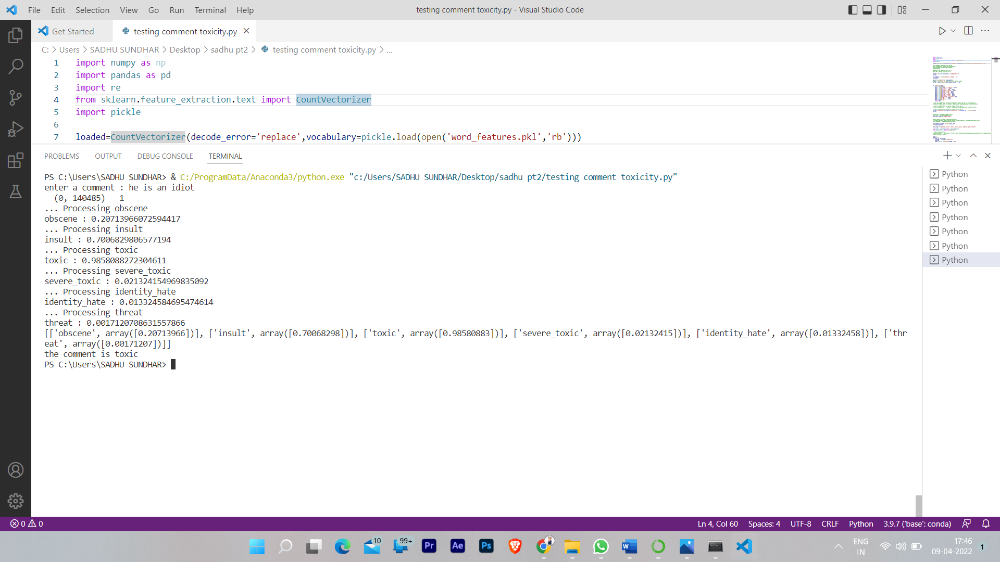 File Edit Selection View Go Run Terminal Help
testing comment toxicity.py - Visual Studio Code
Get Started
testing comment toxicity.py
C: > Users > SADHU SUNDHAR > Desktop > sadhu pt2 > testing comment toxicity.py > ...
1 import numpy as np
2 import pandas as pd
3 import re
4 from sklearn.feature_extraction.text import CountVectorizer
5 import pickle
6
7 loaded=CountVectorizer(decode_error='replace',vocabulary=pickle.load(open('word_features.pkl','rb')))
PROBLEMS OUTPUT DEBUG CONSOLE TERMINAL
PS C:\Users\SADHU SUNDHAR> & C:/ProgramData/Anaconda3/python.exe "c:/Users/SADHU SUNDHAR/Desktop/sadhu pt2/testing comment toxicity.py"
enter a comment : he is an idiot
(0, 140485) 1
... Processing obscene
obscene : 0.20713966072594417
... Processing insult
insult : 0.7006829806577194
... Processing toxic
toxic : 0.9858088272304611
... Processing severe_toxic
severe_toxic : 0.021324154969835092
... Processing identity_hate
identity_hate : 0.013324584695474614
... Processing threat
threat : 0.0017120708631557866
[['obscene', array([0.20713966])], ['insult', array([0.70068298])], ['toxic', array([0.98580883])], ['severe_toxic', array([0.02132415])], ['identity_hate', array([0.01332458])], ['thr
eat', array([0.00171207])]]
the comment is toxic
PS C:\Users\SADHU SUNDHAR>
Python
Python
Python
Python
Python
Python
Python
0 0
Ln 4, Col 60 Spaces: 4 UTF-8 CRLF Python 3.9.7 ('base': conda)
10
99+
Pr
Ae
Ps
W
ENG
IN
17:46
09-04-2022
1